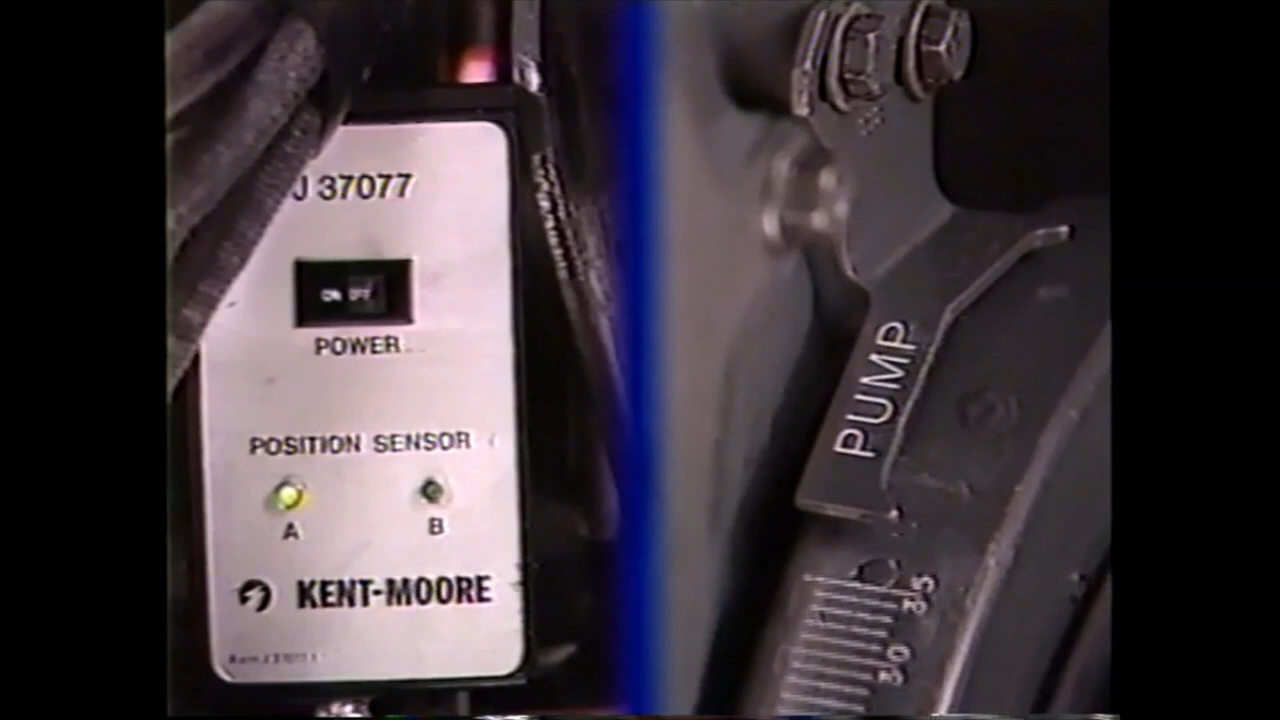 J 37077
ON OFF
POWER
POSITION SENSOR
A B
KENT-MOORE
PUMP
35
30